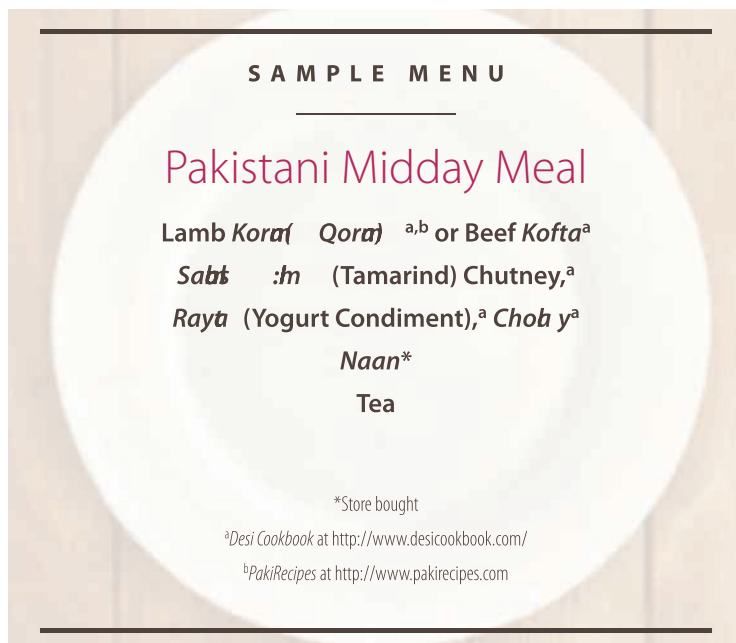 SAMPLE MENU
Pakistani Midday Meal
Lamb a,b or Beef Koftaᵃ
(Tamarind) Chutney,ᵃ
(Yogurt Condiment),ᵃ
Naan*
Tea
*Store bought
ᵃDesi Cookbook at http://www.desicookbook.com/
ᵇPakiRecipes at http://www.pakirecipes.com